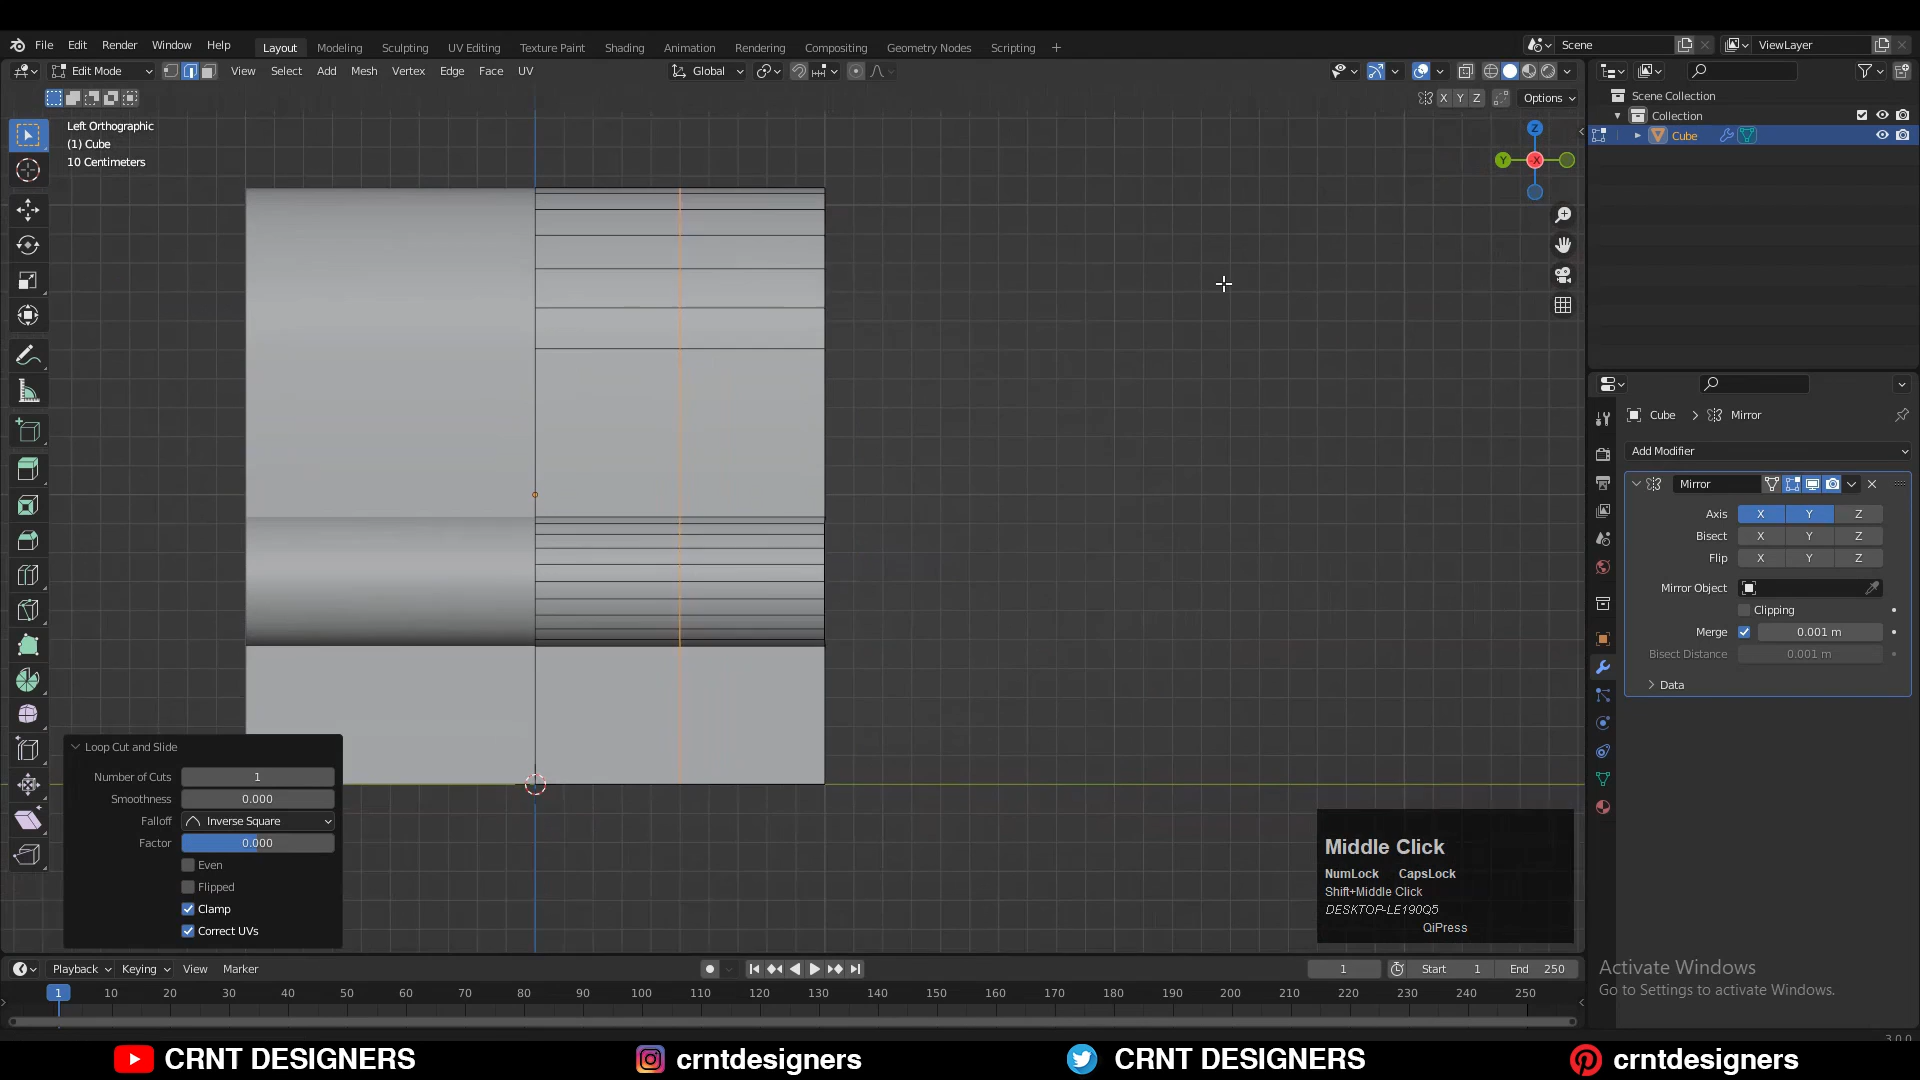 File Edit Render Window Help Layout Modeling Sculpting UV Editing Texture Paint Shading Animation Rendering Compositing Geometry Nodes Scripting + Scene ViewLayer
Edit Mode View Select Add Mesh Vertex Edge Face UV Global
X Y Z Options
Left Orthographic
(1) Cube
10 Centimeters
Z
Y -X
Scene Collection
Collection
Cube
Cube > Mirror
Add Modifier
Mirror
Axis X Y Z
Bisect X Y Z
Flip X Y Z
Mirror Object
Clipping
Merge 0.001 m
Bisect Distance 0.001 m
Data
Loop Cut and Slide
Number of Cuts 1
Smoothness 0.000
Falloff Inverse Square
Factor 0.000
Even
Flipped
Clamp
Correct UVs
Middle Click
NumLock CapsLock
Shift+Middle Click
DESKTOP-LE190Q5
QiPress
Activate Windows
Go to Settings to activate Windows.
Playback Keying View Marker 1 Start 1 End 250
1 10 20 30 40 50 60 70 80 90 100 110 120 130 140 150 160 170 180 190 200 210 220 230 240 250
3.0.0
CRNT DESIGNERS crntdesigners CRNT DESIGNERS crntdesigners